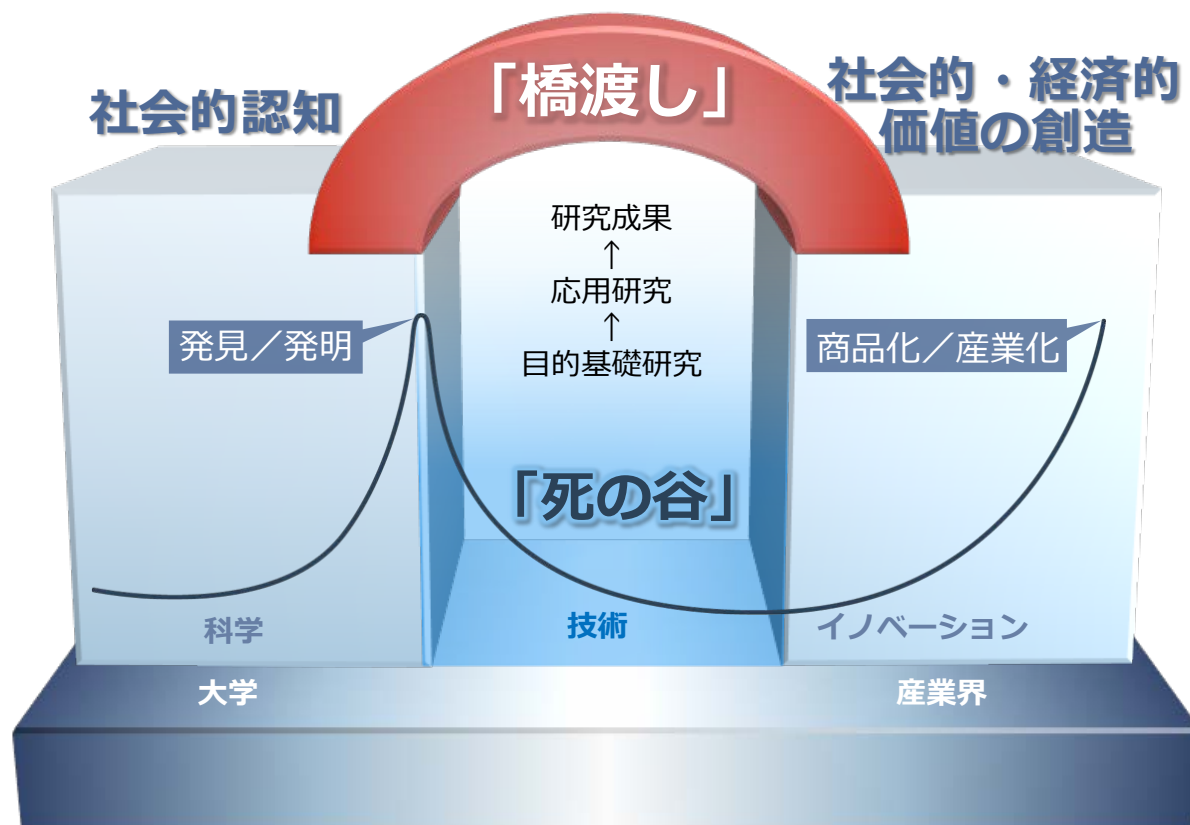 社会的認知
「橋渡し」
社会的・経済的
価値の創造
研究成果
↑
応用研究
↑
目的基礎研究
発見／発明
商品化／産業化
「死の谷」
科学
技術
イノベーション
大学
産業界